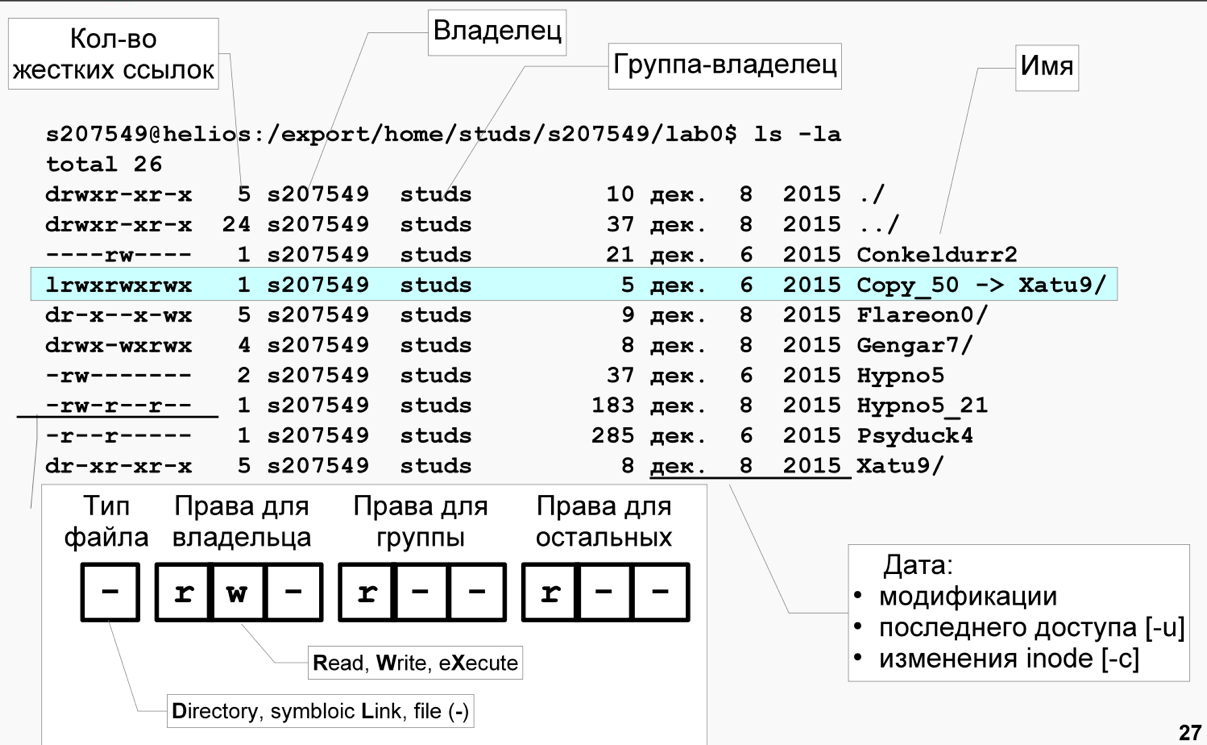 Кол-во
жестких ссылок
Владелец
Группа-владелец
Имя
s207549@helios:/export/home/studs/s207549/lab0$ ls -la
total 26
drwxr-xr-x 5 s207549 studs 10 дек. 8 2015 ./
drwxr-xr-x 24 s207549 studs 37 дек. 8 2015 ../
----rw---- 1 s207549 studs 21 дек. 6 2015 Conkeldurr2
lrwxrwxrwx 1 s207549 studs 5 дек. 6 2015 Copy_50 -> Xatu9/
dr-x--x-wx 5 s207549 studs 9 дек. 8 2015 Flareon0/
drwx-wxrwx 4 s207549 studs 8 дек. 8 2015 Gengar7/
-rw------- 2 s207549 studs 37 дек. 6 2015 Hypno5
-rw-r--r-- 1 s207549 studs 183 дек. 8 2015 Hypno5_21
-r--r----- 1 s207549 studs 285 дек. 6 2015 Psyduck4
dr-xr-xr-x 5 s207549 studs 8 дек. 8 2015 Xatu9/
Тип
файла
Права для
владельца
Права для
группы
Права для
остальных
- r w - r - - r - -
Read, Write, eXecute
Directory, symbloic Link, file (-)
Дата:
• модификации
• последнего доступа [-u]
• изменения inode [-c]
27